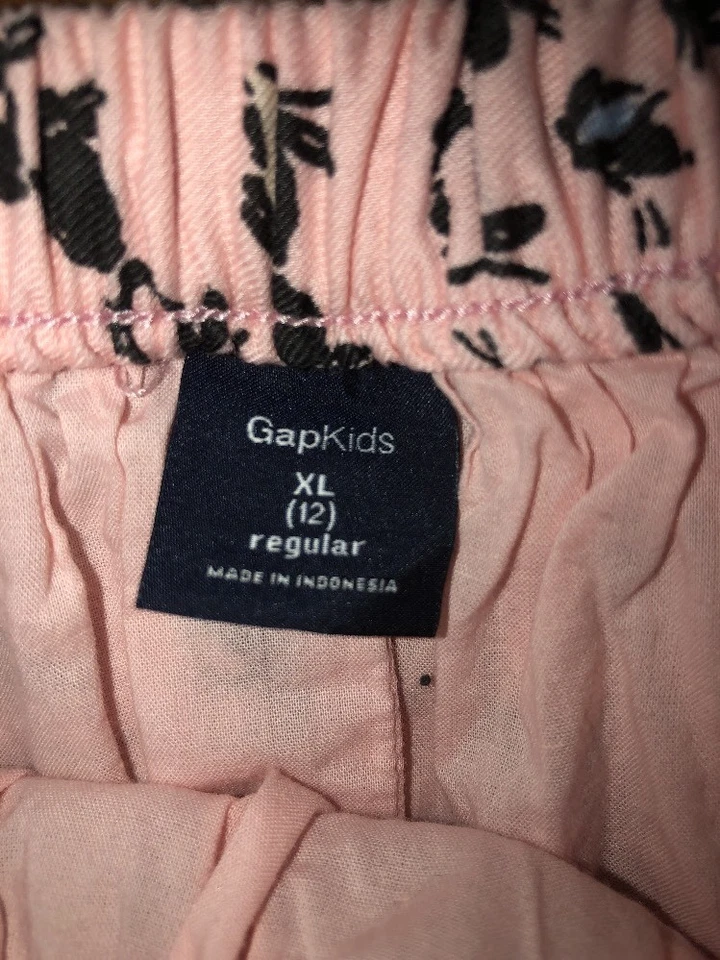 GapKids
XL
(12)
regular
MADE IN INDONESIA